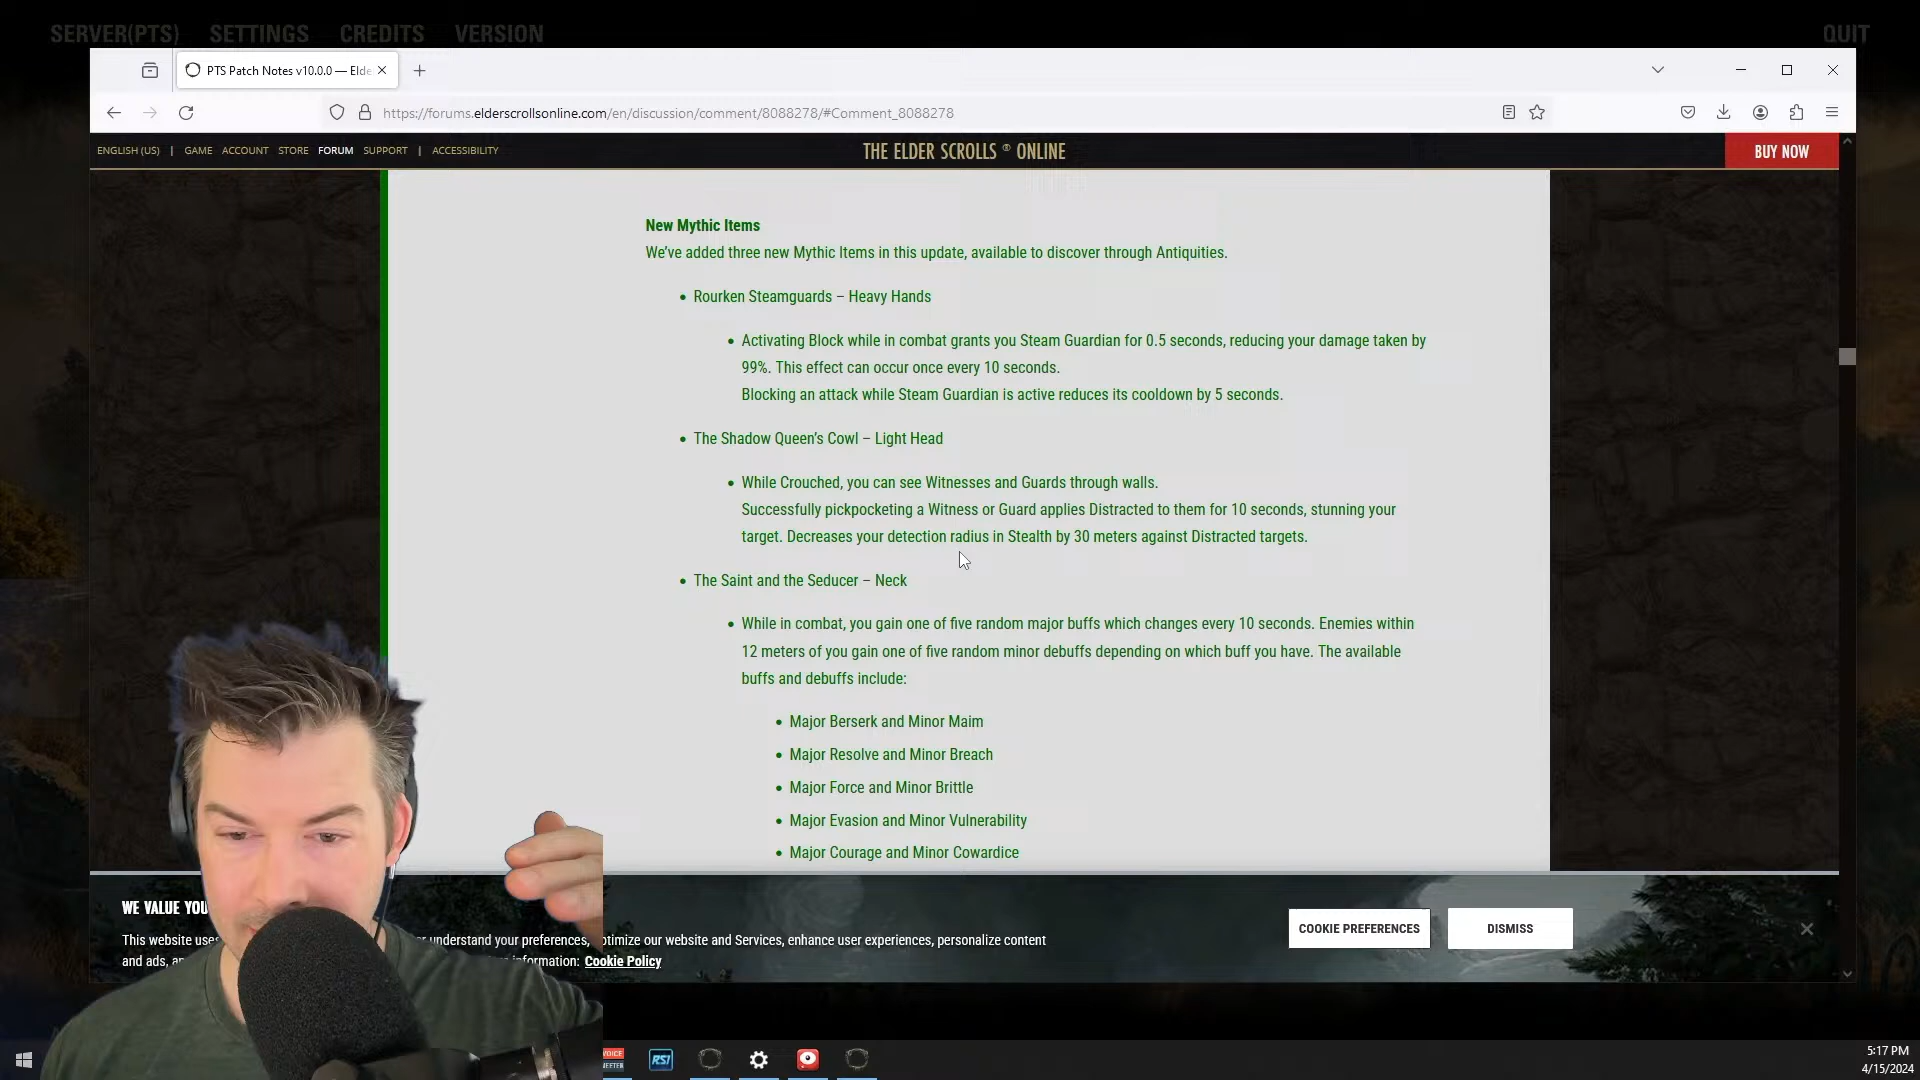 SERVER(PTS) SETTINGS CREDITS VERSION QUIT
PTS Patch Notes v10.0.0 — Elde
https://forums.elderscrollsonline.com/en/discussion/comment/8088278/#Comment_8088278
ENGLISH (US) | GAME ACCOUNT STORE FORUM SUPPORT | ACCESSIBILITY
THE ELDER SCROLLS ® ONLINE
BUY NOW
New Mythic Items
We've added three new Mythic Items in this update, available to discover through Antiquities.
• Rourken Steamguards – Heavy Hands
• Activating Block while in combat grants you Steam Guardian for 0.5 seconds, reducing your damage taken by
99%. This effect can occur once every 10 seconds.
Blocking an attack while Steam Guardian is active reduces its cooldown by 5 seconds.
• The Shadow Queen's Cowl – Light Head
• While Crouched, you can see Witnesses and Guards through walls.
Successfully pickpocketing a Witness or Guard applies Distracted to them for 10 seconds, stunning your
target. Decreases your detection radius in Stealth by 30 meters against Distracted targets.
• The Saint and the Seducer – Neck
• While in combat, you gain one of five random major buffs which changes every 10 seconds. Enemies within
12 meters of you gain one of five random minor debuffs depending on which buff you have. The available
buffs and debuffs include:
• Major Berserk and Minor Maim
• Major Resolve and Minor Breach
• Major Force and Minor Brittle
• Major Evasion and Minor Vulnerability
• Major Courage and Minor Cowardice
WE VALUE YOU
This website uses understand your preferences, optimize our website and Services, enhance user experiences, personalize content
and ads, information: Cookie Policy
COOKIE PREFERENCES
DISMISS
VOICE
MEETER
RSI
5:17 PM
4/15/2024